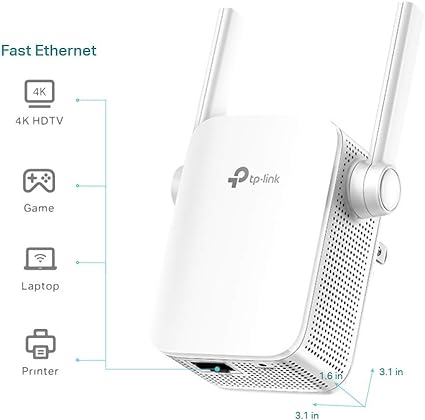 Fast Ethernet
4K
4K HDTV
Game
Laptop
Printer
tp-link
1.6 in
3.1 in
3.1 in